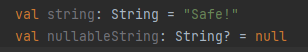 val string: String = "Safe!"
val nullableString: String? = null